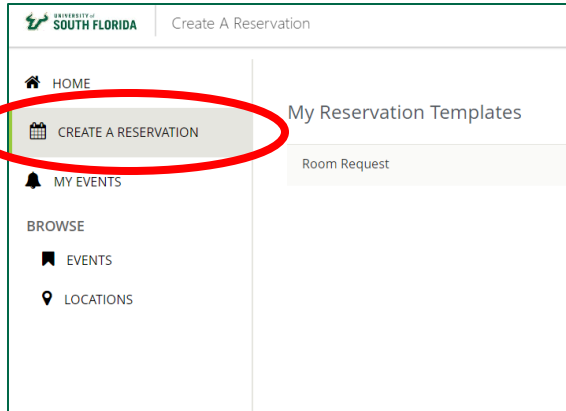 UNIVERSITY of
SOUTH FLORIDA
Create A Reservation
HOME
CREATE A RESERVATION
MY EVENTS
BROWSE
EVENTS
LOCATIONS
My Reservation Templates
Room Request